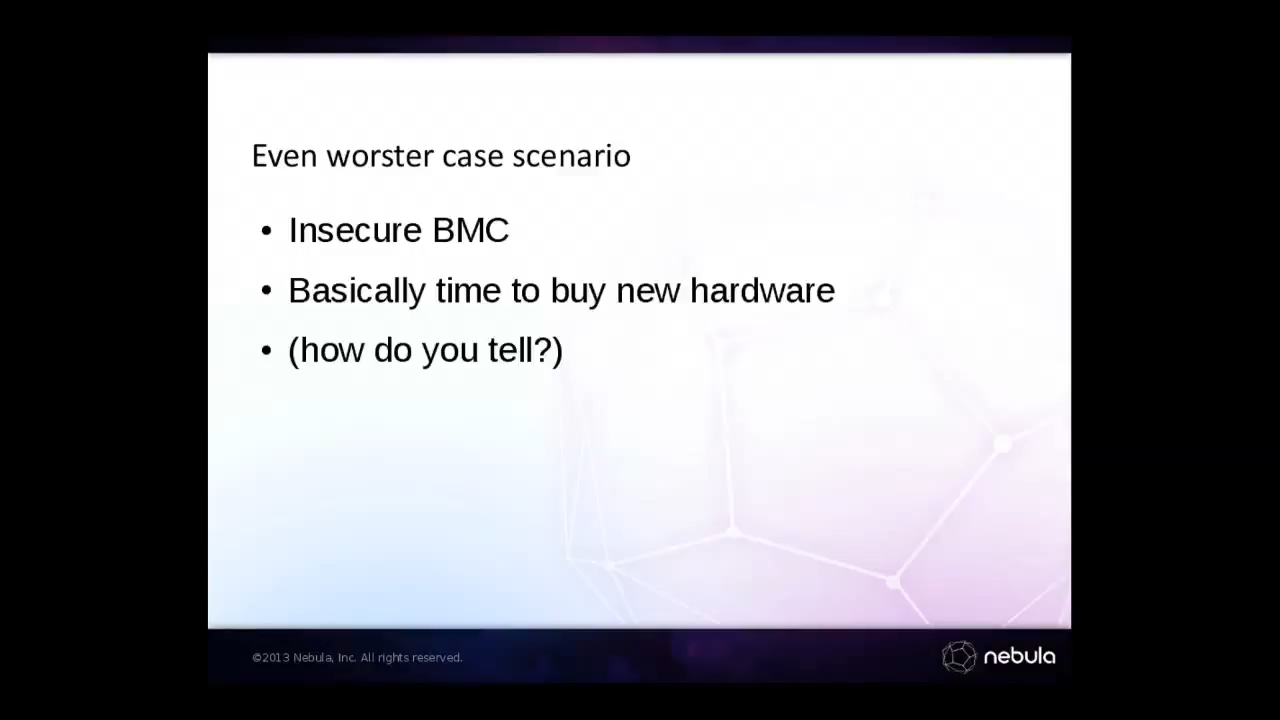 Even worster case scenario
• Insecure BMC
• Basically time to buy new hardware
• (how do you tell?)
©2013 Nebula, Inc. All rights reserved.
nebula